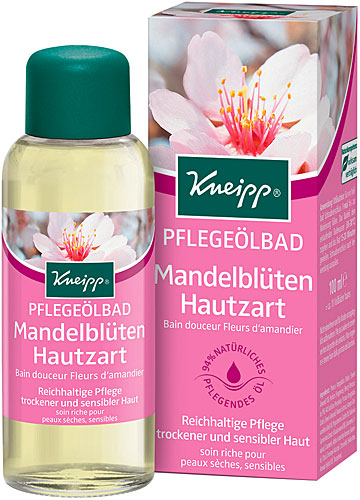 Kneipp®
PFLEGEÖLBAD
Mandelblüten
Hautzart
Bain douceur Fleurs d'amandier
Reichhaltige Pflege
trockener und sensibler Haut
soin riche pour
peaux sèches, sensibles
Kneipp®
PFLEGEÖLBAD
Mandelblüten
Hautzart
Bain douceur Fleurs d'amandier
94% NATÜRLICHES
PFLEGENDES ÖL
Reichhaltige Pflege
trockener und sensibler Haut
soin riche pour
peaux sèches, sensibles
100 ml e